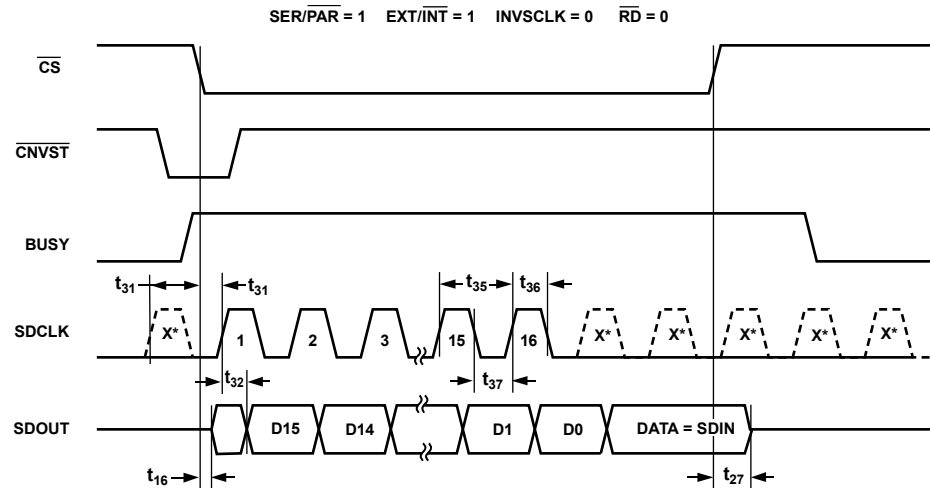 SER/PAR = 1 EXT/INT = 1 INVSCLK = 0 RD = 0
CS
CNVST
BUSY
t31 t31 t35 t36
SDCLK X* 1 2 3 15 16 X* X* X* X* X*
t32 t37
SDOUT D15 D14 D1 D0 DATA = SDIN
t16 t27